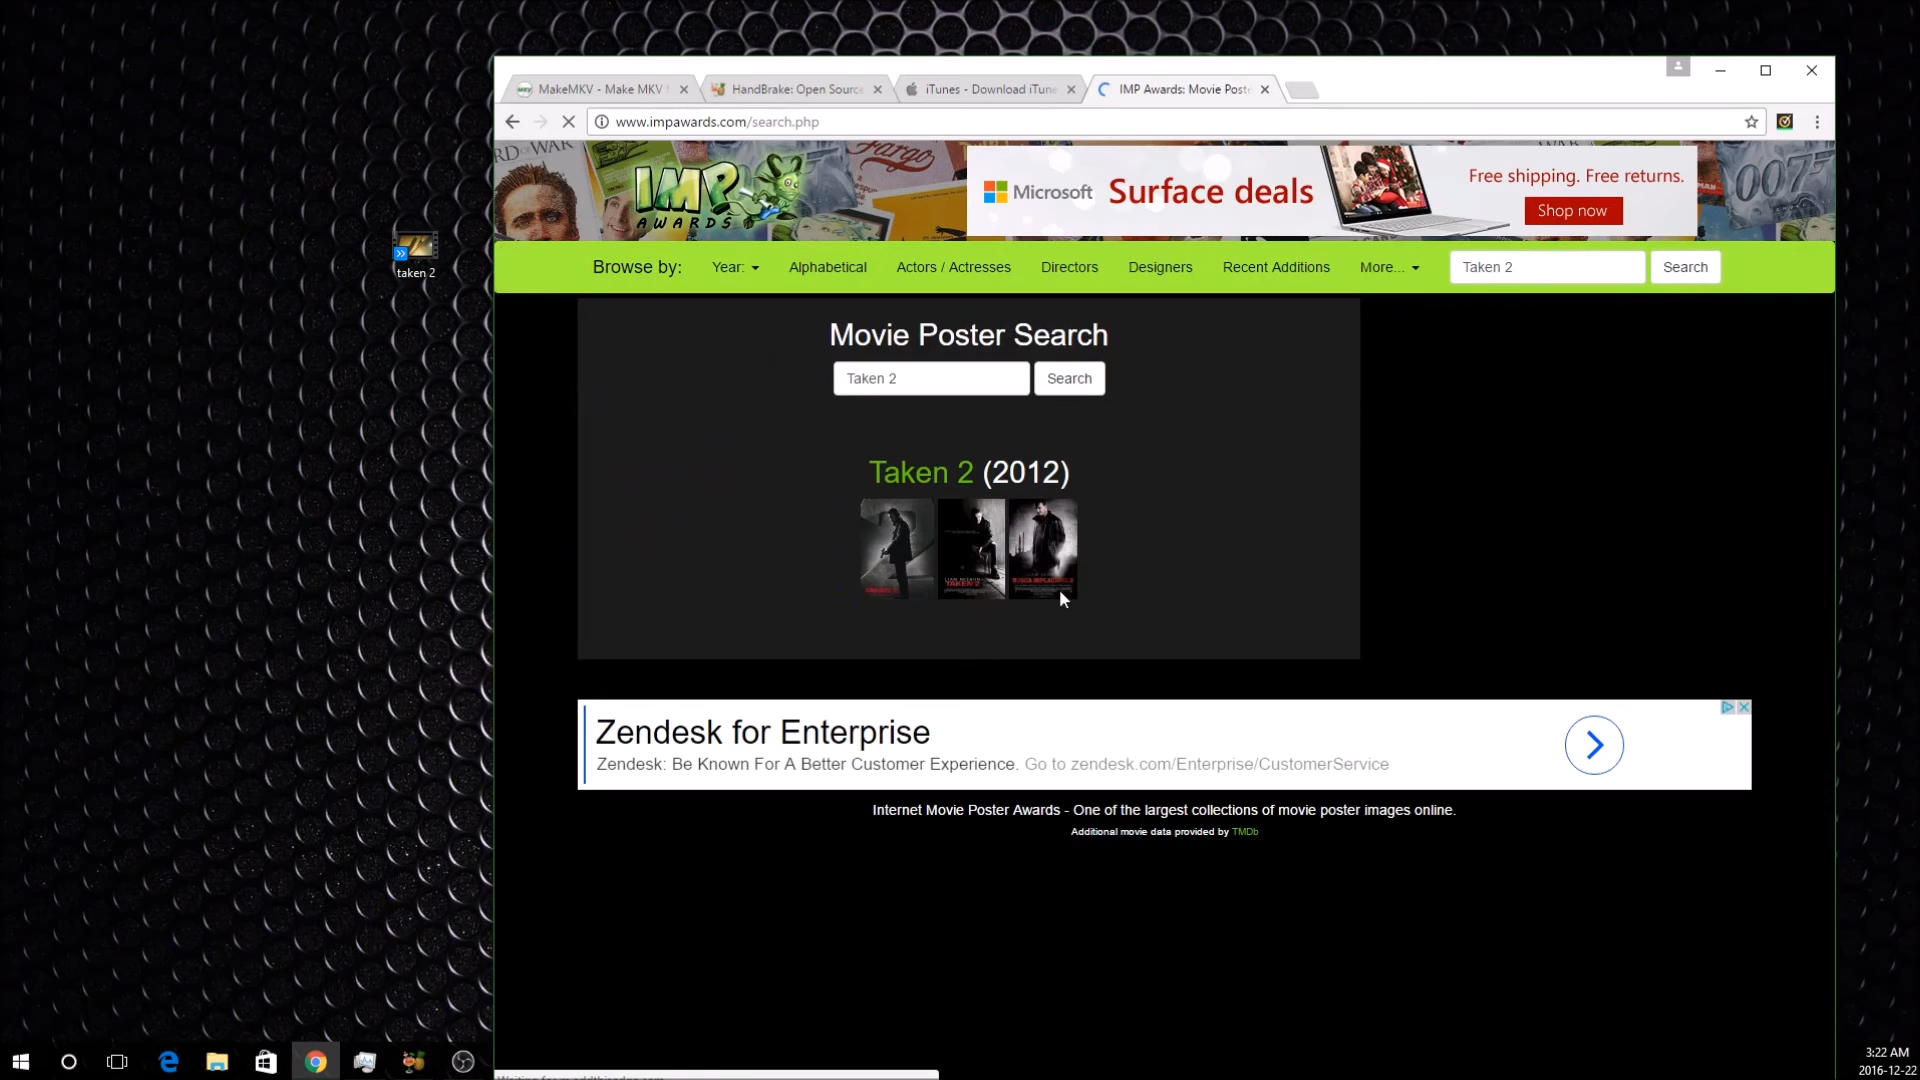 MakeMKV - Make MKV
HandBrake: Open Source
iTunes - Download iTune
IMP Awards: Movie Post
www.impawards.com/search.php
taken 2
IMP
AWARDS
Fargo
007
Microsoft
Surface deals
Free shipping. Free returns.
Shop now
Browse by:
Year:
Alphabetical
Actors / Actresses
Directors
Designers
Recent Additions
More...
Taken 2
Search
Movie Poster Search
Taken 2
Search
Taken 2 (2012)
TAKEN 2
Zendesk for Enterprise
Zendesk: Be Known For A Better Customer Experience. Go to zendesk.com/Enterprise/CustomerService
Internet Movie Poster Awards - One of the largest collections of movie poster images online.
Additional movie data provided by TMDb
3:22 AM
2016-12-22